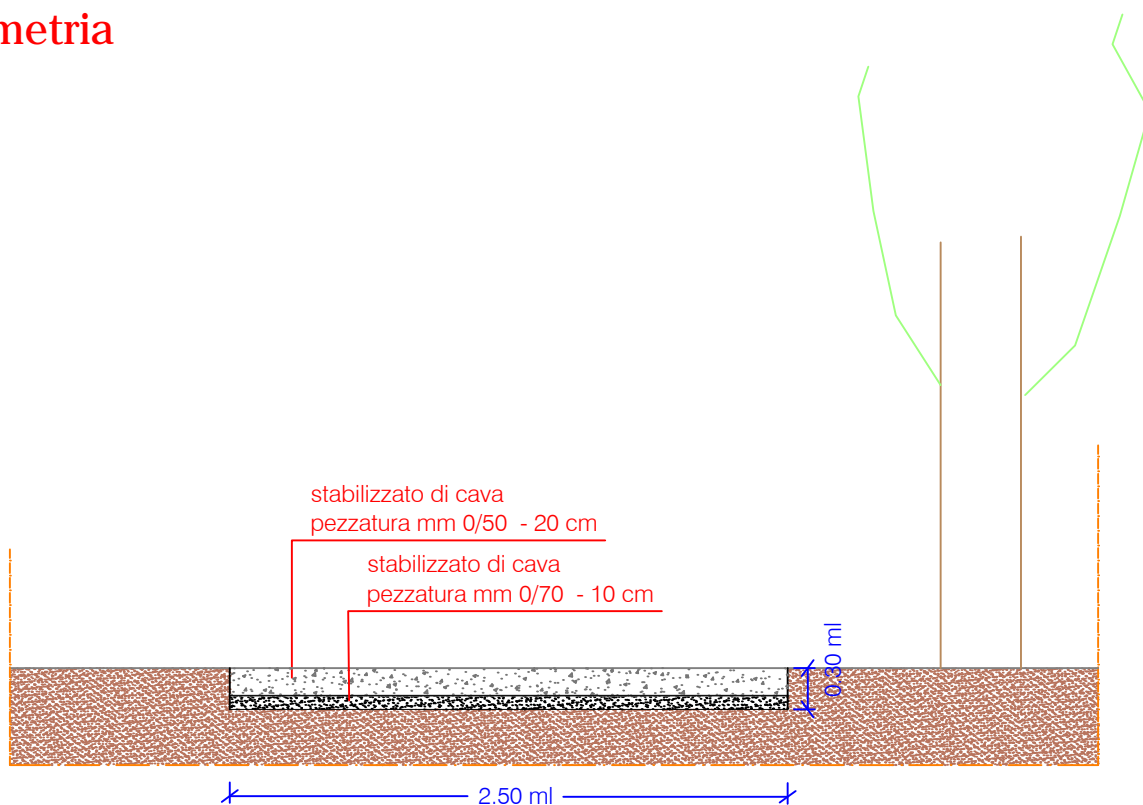 metria
stabilizzato di cava
pezzatura mm 0/50 - 20 cm
stabilizzato di cava
pezzatura mm 0/70 - 10 cm
0.30 ml
2.50 ml